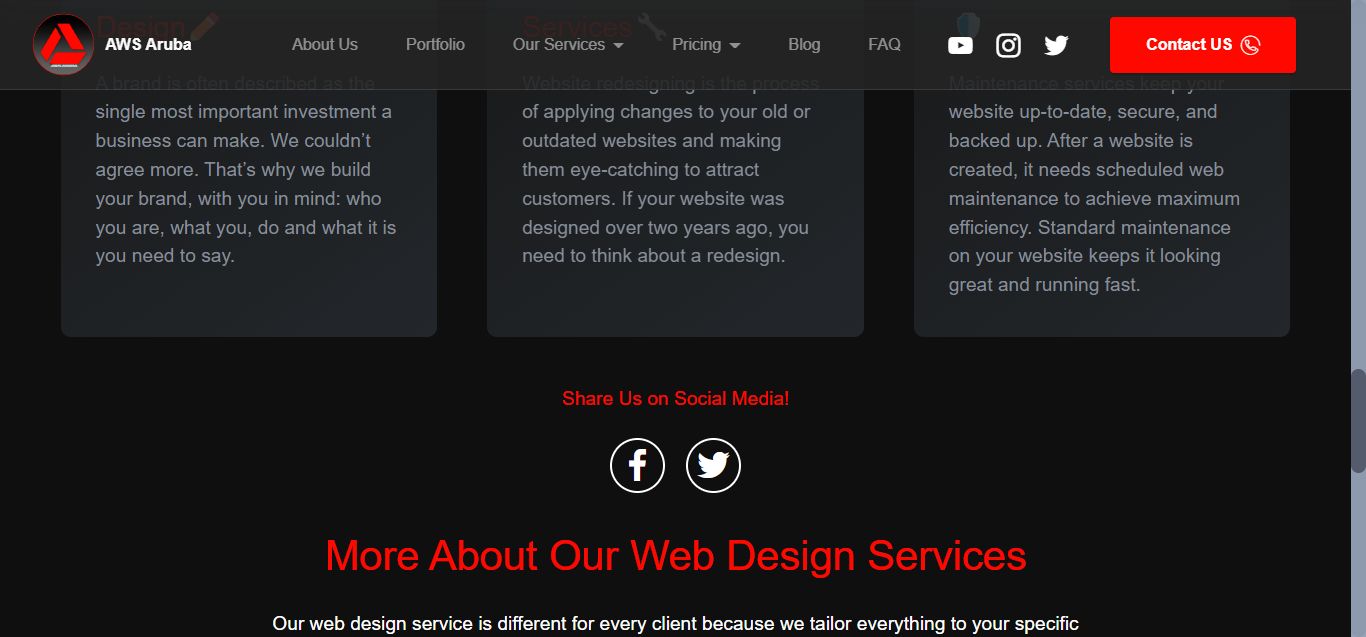 AWS Aruba
About Us
Portfolio
Our Services
Pricing
Blog
FAQ
Contact US
Design
A brand is often described as the
single most important investment a
business can make. We couldn’t
agree more. That’s why we build
your brand, with you in mind: who
you are, what you, do and what it is
you need to say.
Services
Website redesigning is the process
of applying changes to your old or
outdated websites and making
them eye-catching to attract
customers. If your website was
designed over two years ago, you
need to think about a redesign.
Maintenance services keep your
website up-to-date, secure, and
backed up. After a website is
created, it needs scheduled web
maintenance to achieve maximum
efficiency. Standard maintenance
on your website keeps it looking
great and running fast.
Share Us on Social Media!
More About Our Web Design Services
Our web design service is different for every client because we tailor everything to your specific